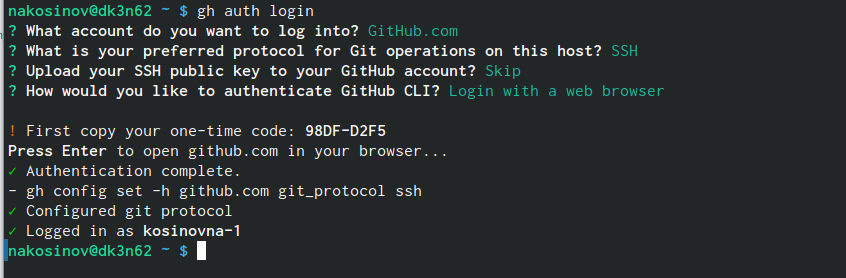 nakosinov@dk3n62 ~ $ gh auth login
? What account do you want to log into? GitHub.com
? What is your preferred protocol for Git operations on this host? SSH
? Upload your SSH public key to your GitHub account? Skip
? How would you like to authenticate GitHub CLI? Login with a web browser
! First copy your one-time code: 98DF-D2F5
Press Enter to open github.com in your browser...
✓ Authentication complete.
- gh config set -h github.com git_protocol ssh
✓ Configured git protocol
✓ Logged in as kosinovna-1
nakosinov@dk3n62 ~ $